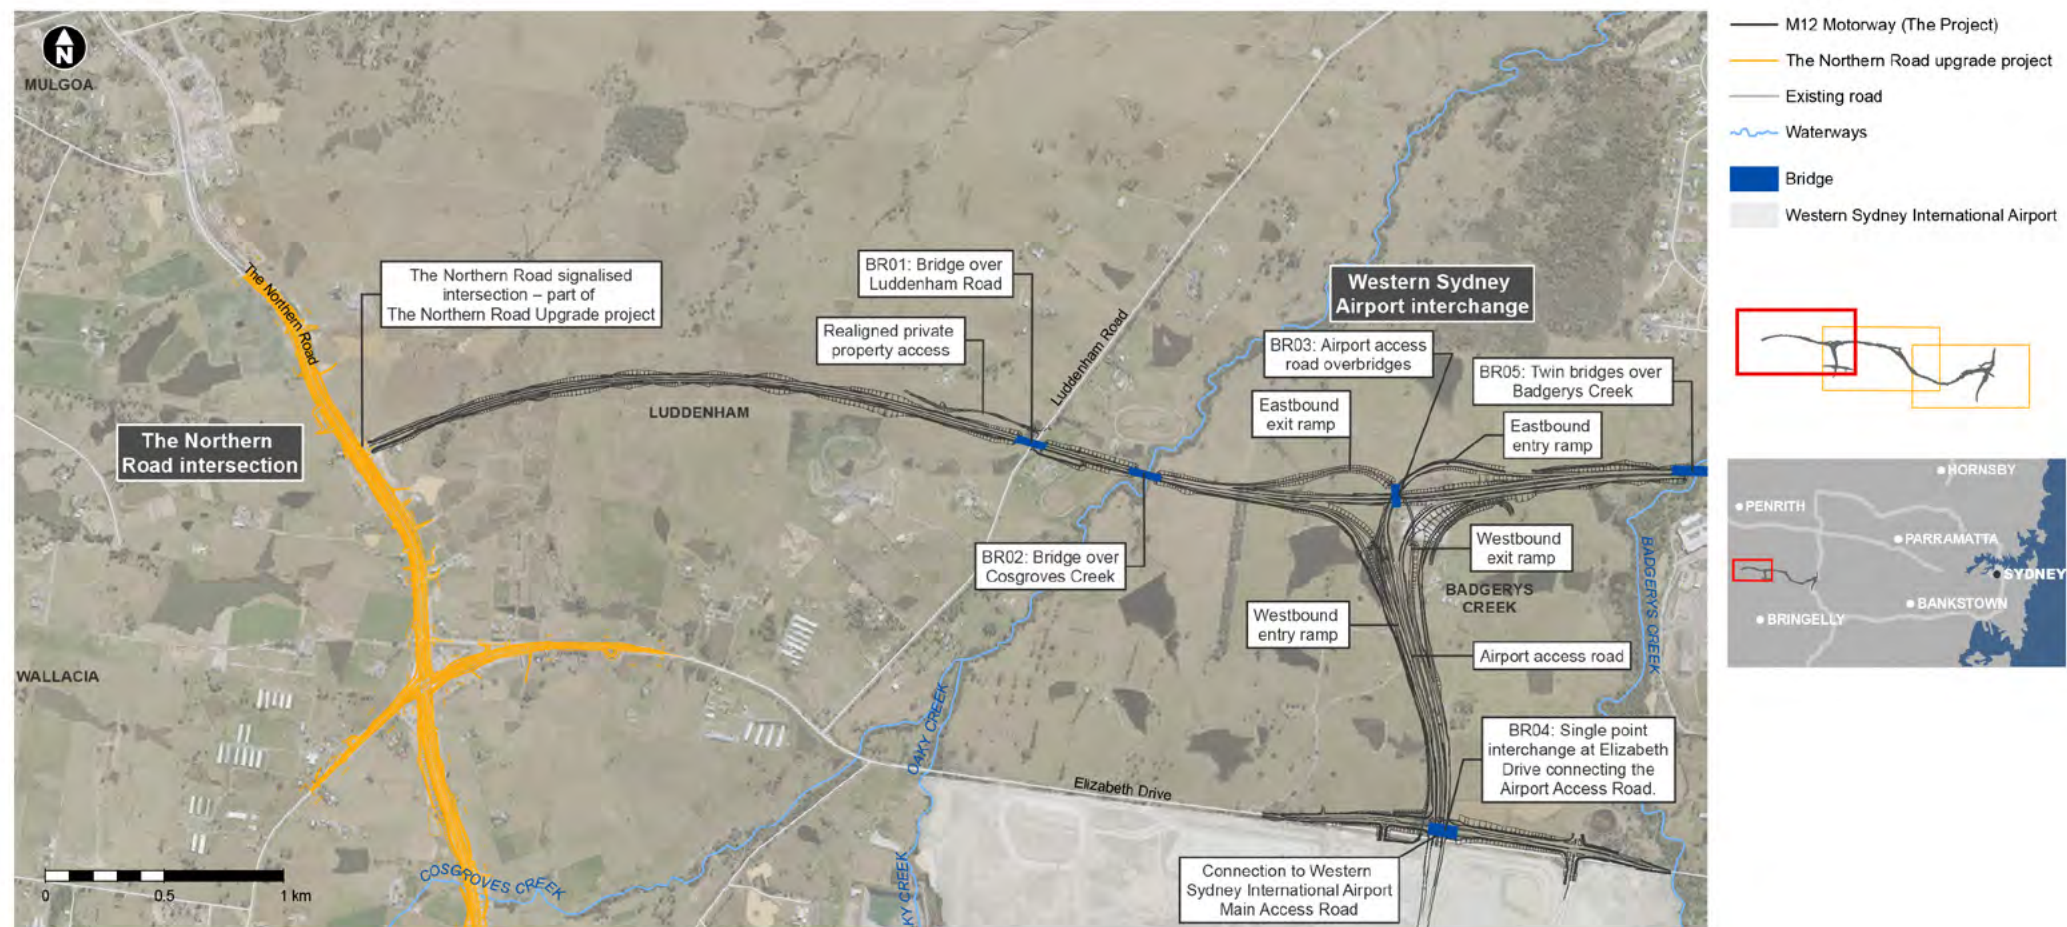 N
MULGOA
The Northern Road
The Northern Road signalised
intersection – part of
The Northern Road Upgrade project
BR01: Bridge over
Luddenham Road
Realigned private
property access
Luddenham Road
LUDDENHAM
The Northern
Road intersection
Western Sydney
Airport interchange
BR03: Airport access
road overbridges
BR05: Twin bridges over
Badgerys Creek
Eastbound
exit ramp
Eastbound
entry ramp
BR02: Bridge over
Cosgroves Creek
Westbound
exit ramp
BADGERYS
CREEK
BADGERYS CREEK
Westbound
entry ramp
Airport access road
WALLACIA
OAKY CREEK
Elizabeth Drive
BR04: Single point
interchange at Elizabeth
Drive connecting the
Airport Access Road.
Connection to Western
Sydney International Airport
Main Access Road
COSGROVES CREEK
KY CREEK
0 0.5 1 km
M12 Motorway (The Project)
The Northern Road upgrade project
Existing road
Waterways
Bridge
Western Sydney International Airport
HORNSBY
PENRITH
PARRAMATTA
SYDNEY
BANKSTOWN
BRINGELLY